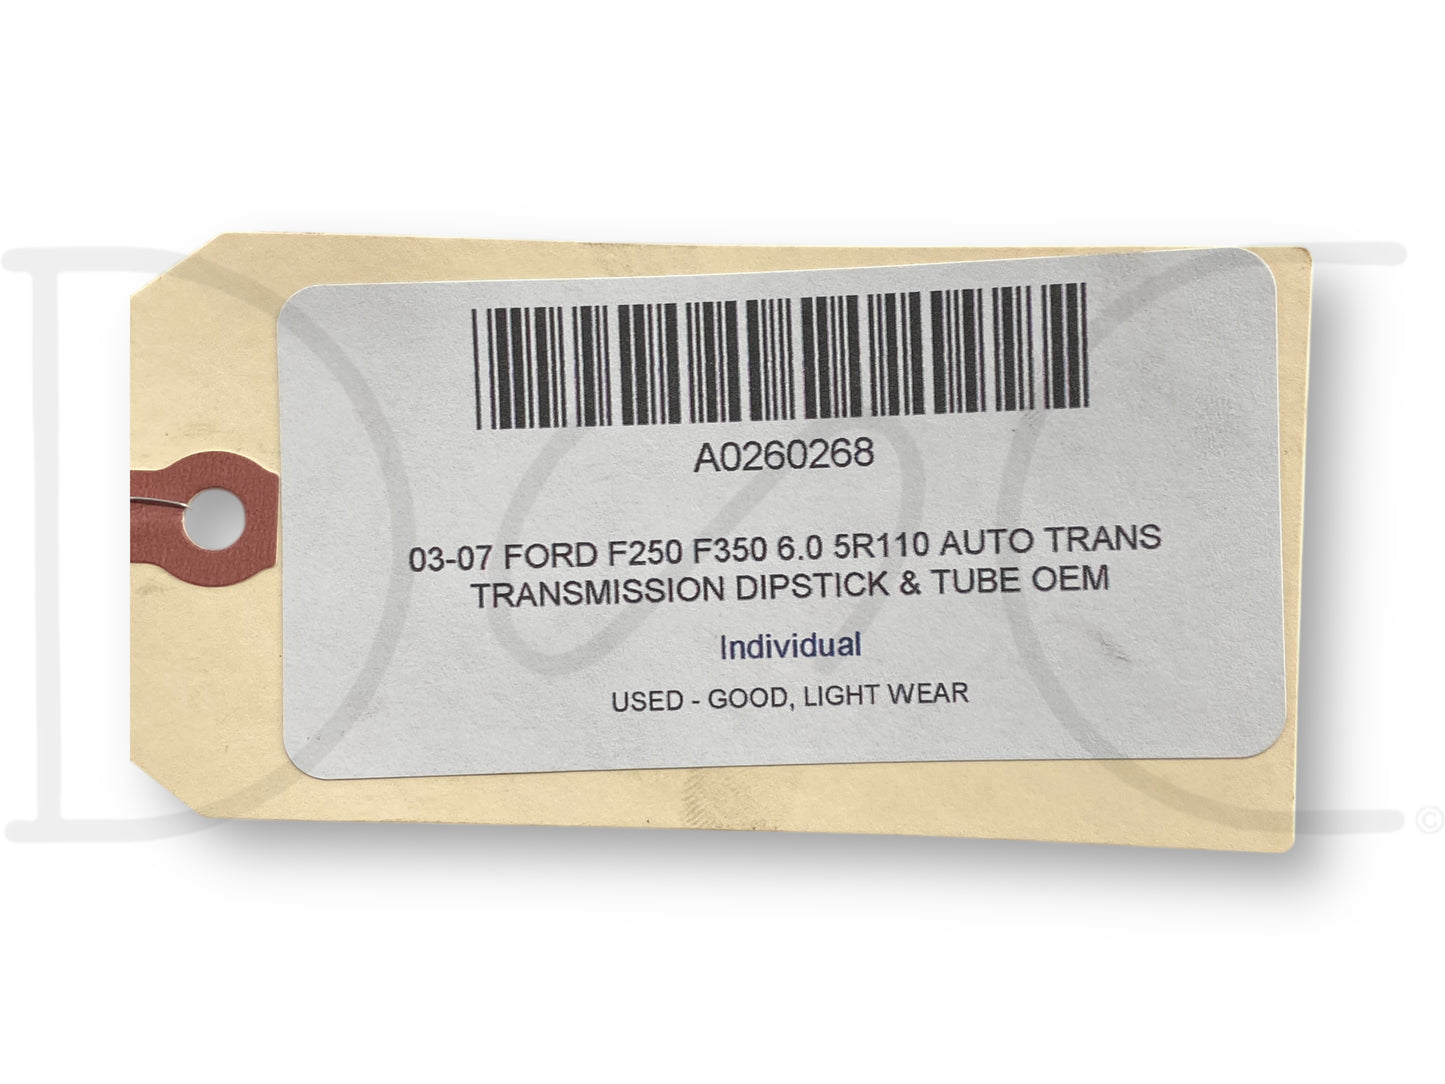 A0260268
03-07 FORD F250 F350 6.0 5R110 AUTO TRANS
TRANSMISSION DIPSTICK & TUBE OEM
Individual
USED - GOOD, LIGHT WEAR
©